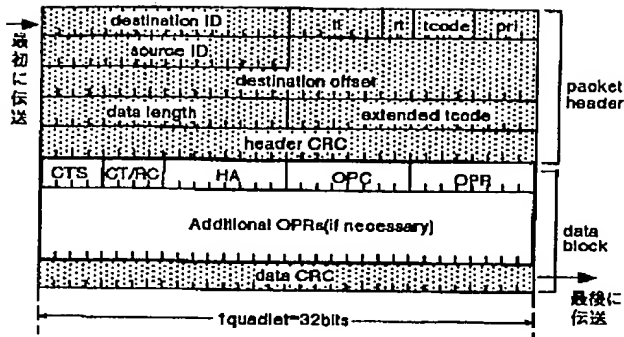 destination ID tl rt tcode pri
source ID
destination offset
data length extended tcode
header CRC
CTS CT/RC HA OPC OPR
Additional OPRs(if necessary)
data CRC
1quadlet=32bits
最初に伝送
packet header
data block
最後に伝送